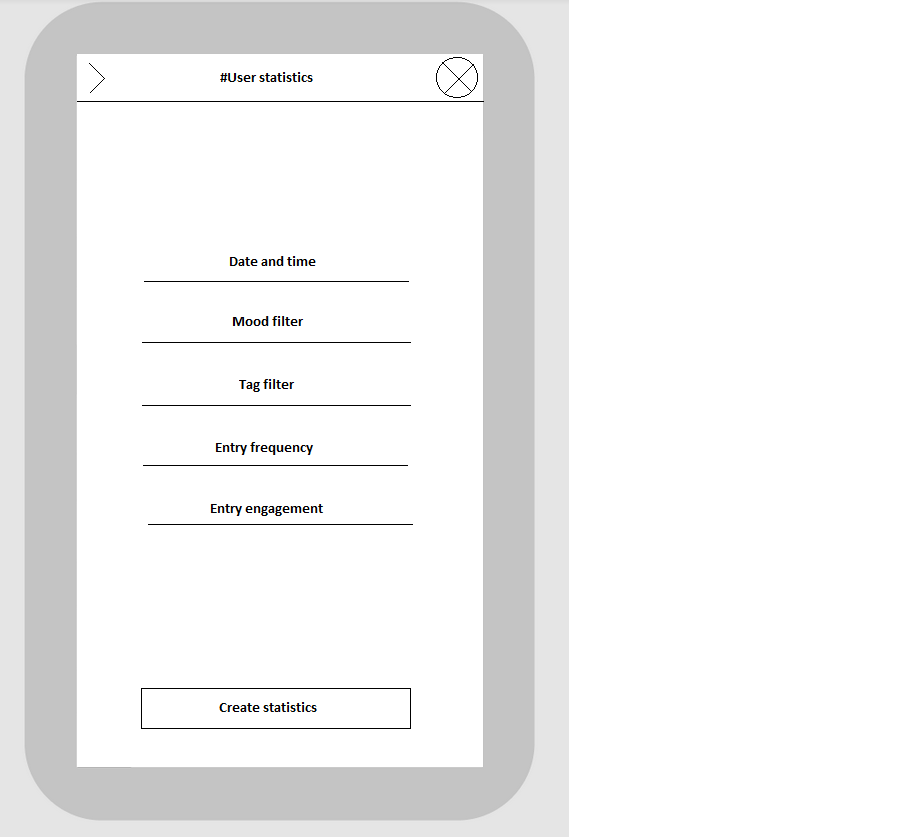 #User statistics
Date and time
Mood filter
Tag filter
Entry frequency
Entry engagement
Create statistics